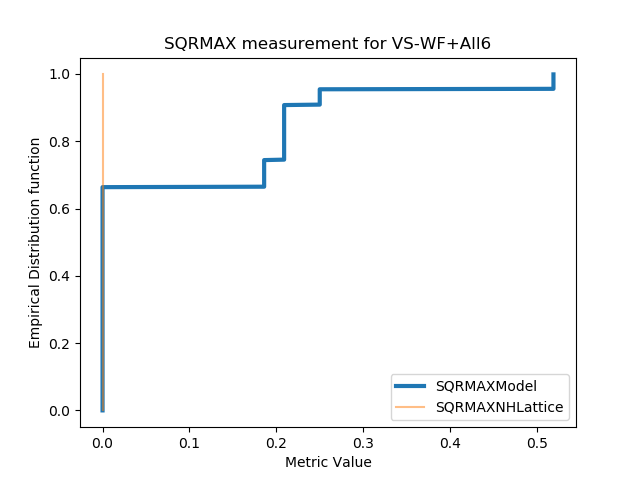 SQRMAX measurement for VS-WF+All6
Empirical Distribution function
1.0
0.8
0.6
0.4
0.2
0.0
0.0 0.1 0.2 0.3 0.4 0.5
Metric Value
SQRMAXModel
SQRMAXNHLattice